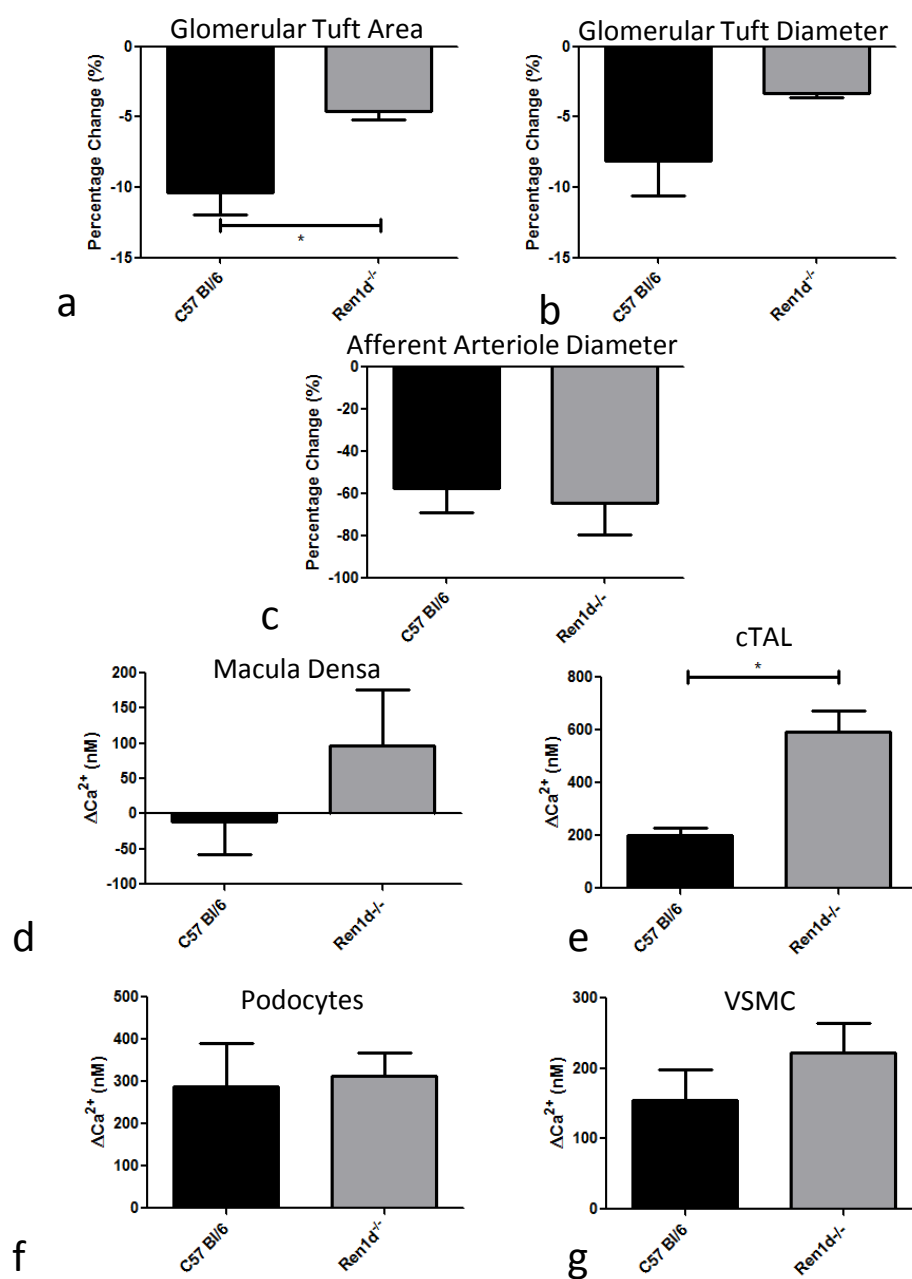 Glomerular Tuft Area
Percentage Change (%)
0
-5
-10
-15
*
C57 Bl/6
Ren1d⁻/⁻
a
Glomerular Tuft Diameter
Percentage Change (%)
0
-5
-10
-15
C57 Bl/6
Ren1d⁻/⁻
b
Afferent Arteriole Diameter
Percentage Change (%)
0
-20
-40
-60
-80
-100
C57 Bl/6
Ren1d-/-
c
Macula Densa
ΔCa²⁺ (nM)
200
150
100
50
0
-50
-100
C57 Bl/6
Ren1d-/-
d
cTAL
*
ΔCa²⁺ (nM)
800
600
400
200
0
C57 Bl/6
Ren1d-/-
e
Podocytes
ΔCa²⁺ (nM)
500
400
300
200
100
0
C57 Bl/6
Ren1d⁻/⁻
f
VSMC
ΔCa²⁺ (nM)
300
200
100
0
C57 Bl/6
Ren1d-/-
g